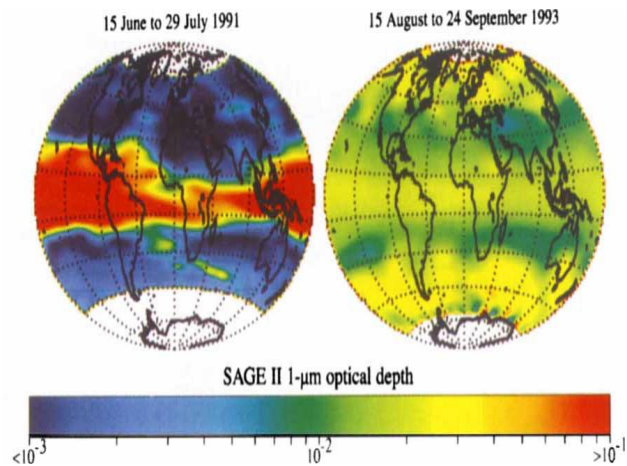 15 June to 29 July 1991
15 August to 24 September 1993
SAGE II 1-μm optical depth
<10⁻³
10⁻²
>10⁻¹